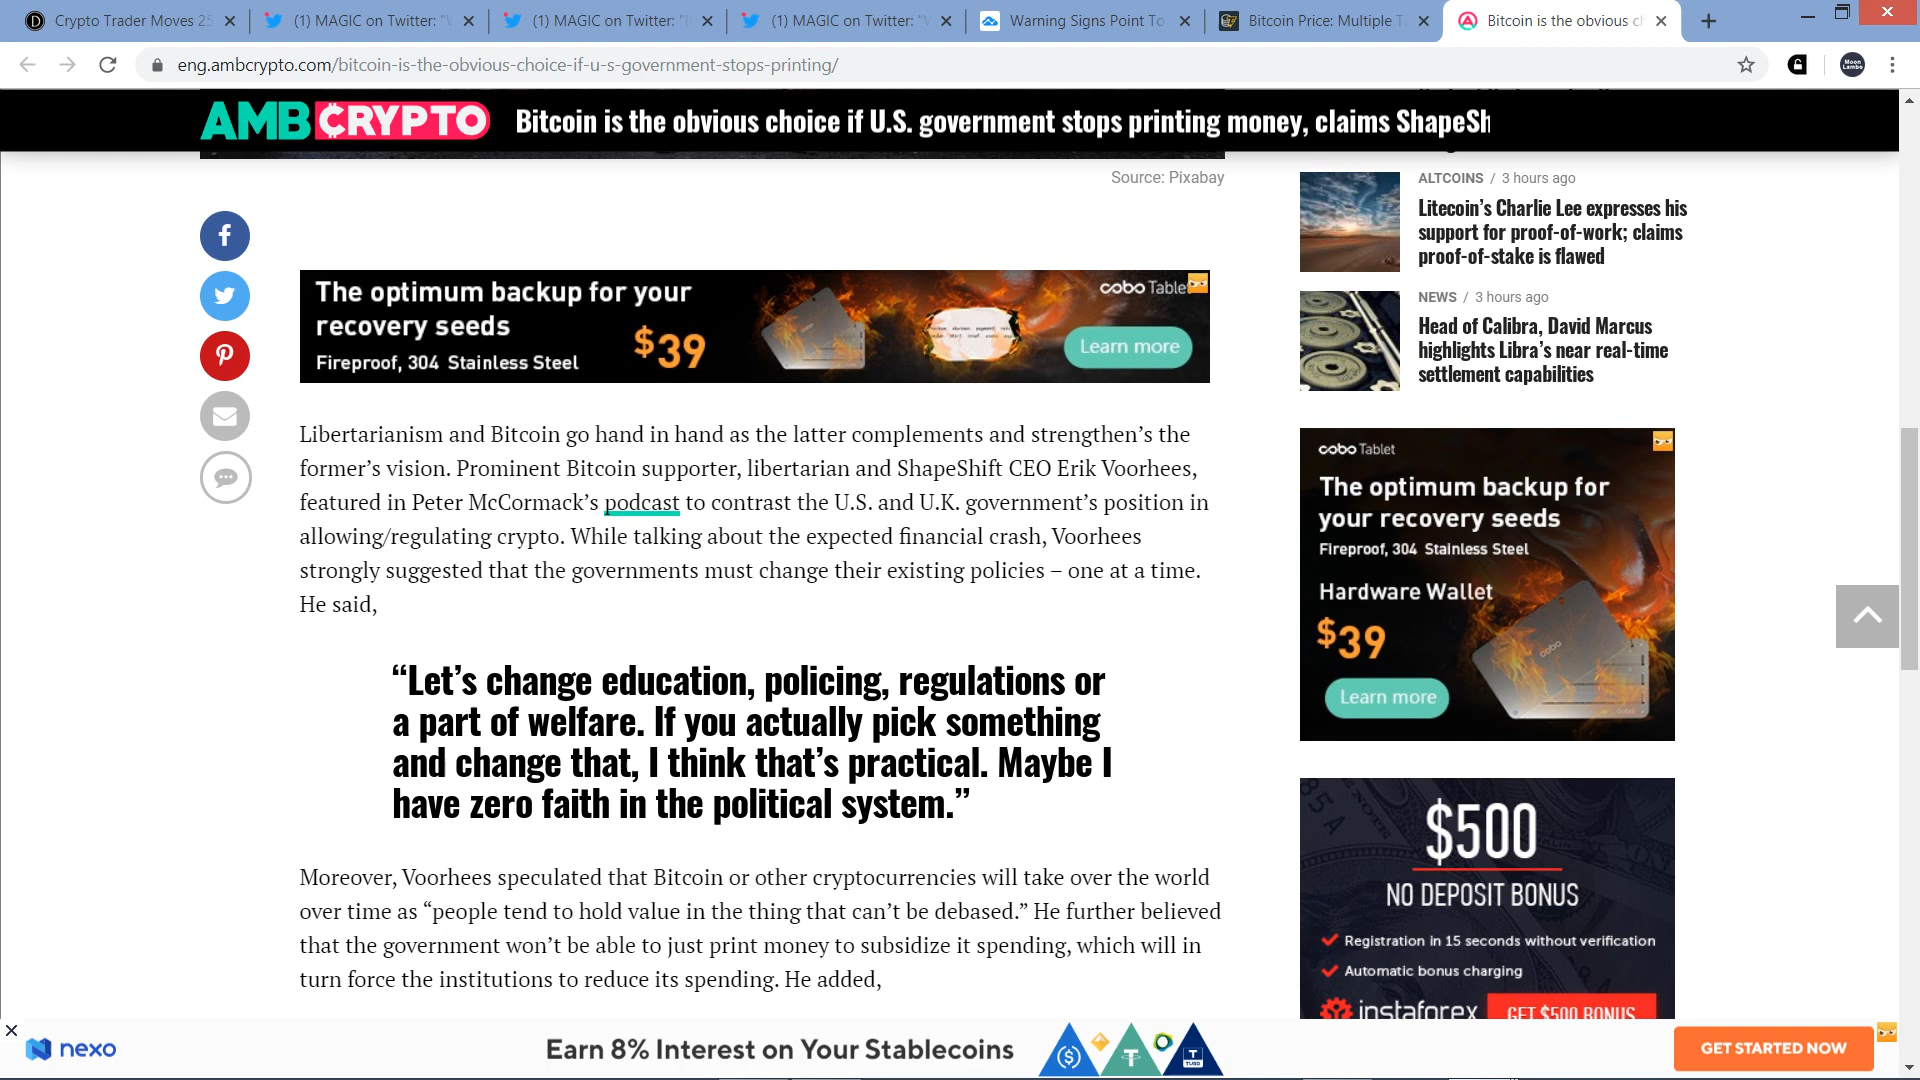 Crypto Trader Moves 25
(1) MAGIC on Twitter: "W
(1) MAGIC on Twitter: "
(1) MAGIC on Twitter: "W
Warning Signs Point To
Bitcoin Price: Multiple T
Bitcoin is the obvious ch
eng.ambcrypto.com/bitcoin-is-the-obvious-choice-if-u-s-government-stops-printing/
Moon Lambo
AMBCRYPTO
Bitcoin is the obvious choice if U.S. government stops printing money, claims ShapeSh
Source: Pixabay
The optimum backup for your
recovery seeds
$39
Fireproof, 304 Stainless Steel
cobo Tablet
Learn more
Libertarianism and Bitcoin go hand in hand as the latter complements and strengthen’s the
former’s vision. Prominent Bitcoin supporter, libertarian and ShapeShift CEO Erik Voorhees,
featured in Peter McCormack’s podcast to contrast the U.S. and U.K. government’s position in
allowing/regulating crypto. While talking about the expected financial crash, Voorhees
strongly suggested that the governments must change their existing policies – one at a time.
He said,
“Let’s change education, policing, regulations or
a part of welfare. If you actually pick something
and change that, I think that’s practical. Maybe I
have zero faith in the political system.”
Moreover, Voorhees speculated that Bitcoin or other cryptocurrencies will take over the world
over time as “people tend to hold value in the thing that can’t be debased.” He further believed
that the government won’t be able to just print money to subsidize it spending, which will in
turn force the institutions to reduce its spending. He added,
ALTCOINS / 3 hours ago
Litecoin’s Charlie Lee expresses his
support for proof-of-work; claims
proof-of-stake is flawed
NEWS / 3 hours ago
Head of Calibra, David Marcus
highlights Libra’s near real-time
settlement capabilities
cobo Tablet
The optimum backup for
your recovery seeds
Fireproof, 304 Stainless Steel
Hardware Wallet
$39
cobo
Learn more
$500
NO DEPOSIT BONUS
Registration in 15 seconds without verification
Automatic bonus charging
instaforex
GET $500 BONUS
nexo
Earn 8% Interest on Your Stablecoins
GET STARTED NOW